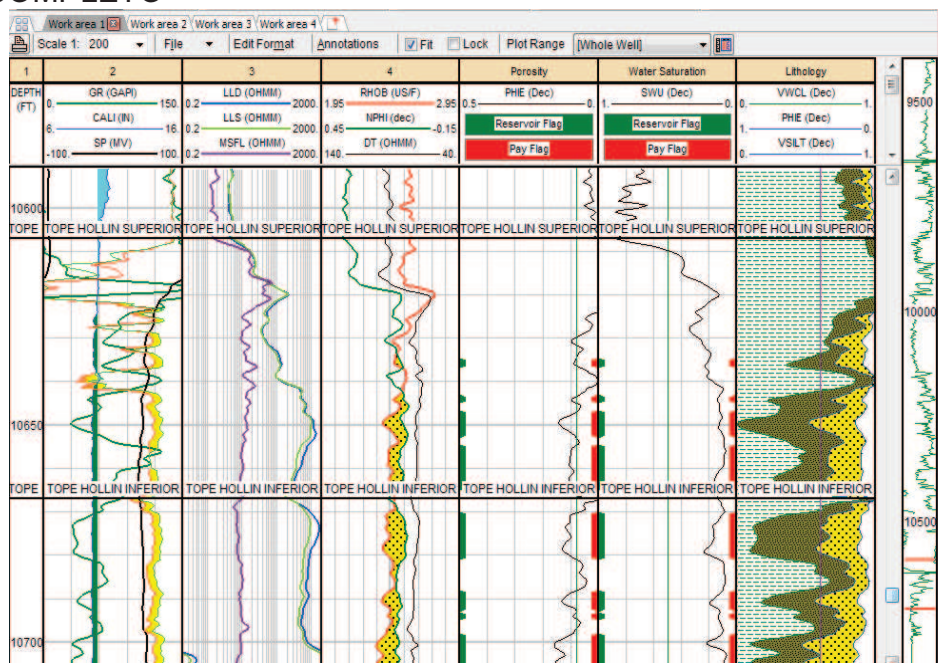 Work area 1 Work area 2 Work area 3 Work area 4
Scale 1: 200 File Edit Format Annotations Fit Lock Plot Range [Whole Well]
1 2 3 4 Porosity Water Saturation Lithology
DEPTH (FT)
GR (GAPI)
0. 150.
CALI (IN)
6. 16.
SP (MV)
-100. 100.
LLD (OHMM)
0.2 2000.
LLS (OHMM)
0.2 2000.
MSFL (OHMM)
0.2 2000.
RHOB (US/F)
1.95 2.95
NPHI (dec)
0.45 -0.15
DT (OHMM)
140. 40.
PHIE (Dec)
0.5 0.
Reservoir Flag
Pay Flag
SWU (Dec)
1. 0.
Reservoir Flag
Pay Flag
VWCL (Dec)
0. 1.
PHIE (Dec)
1. 0.
VSILT (Dec)
0. 1.
10600
TOPE TOPE HOLLIN SUPERIOR TOPE HOLLIN SUPERIOR TOPE HOLLIN SUPERIOR TOPE HOLLIN SUPERIOR TOPE HOLLIN SUPERIOR TOPE HOLLIN SUPERIOR
10650
TOPE TOPE HOLLIN INFERIOR TOPE HOLLIN INFERIOR TOPE HOLLIN INFERIOR TOPE HOLLIN INFERIOR TOPE HOLLIN INFERIOR TOPE HOLLIN INFERIOR
10700
9500
10000
10500